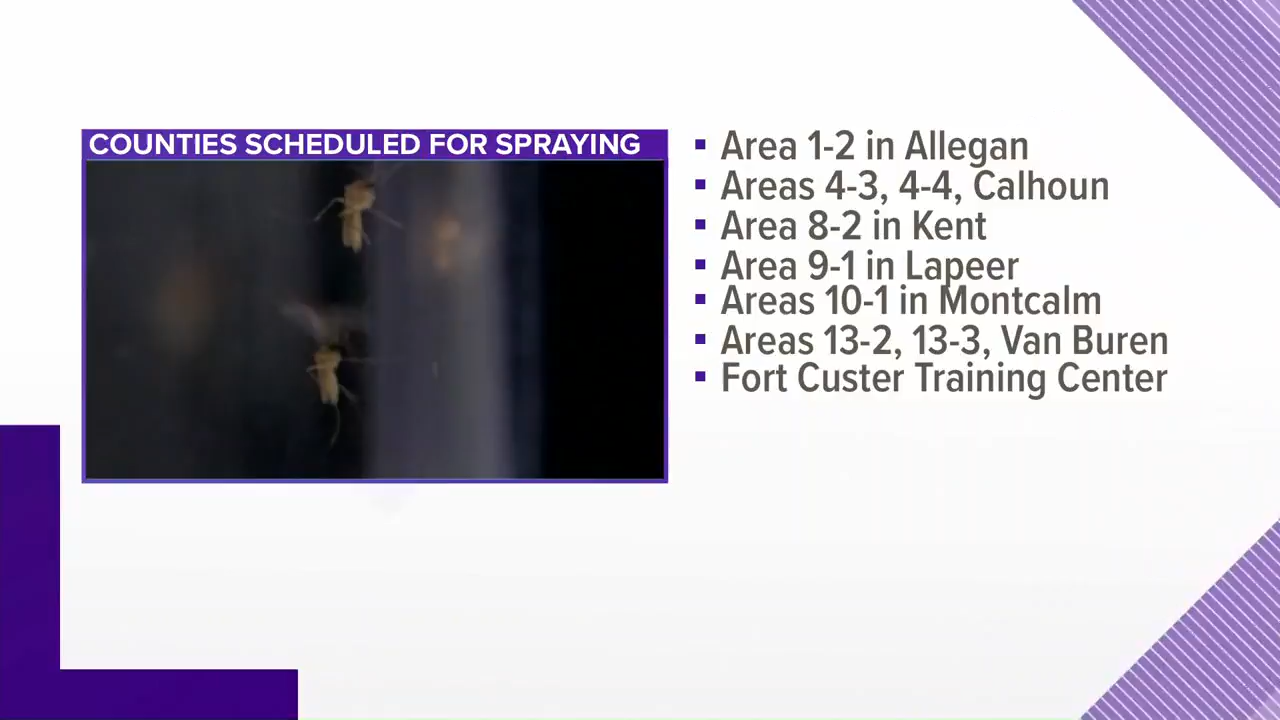 COUNTIES SCHEDULED FOR SPRAYING
▪ Area 1-2 in Allegan
▪ Areas 4-3, 4-4, Calhoun
▪ Area 8-2 in Kent
▪ Area 9-1 in Lapeer
▪ Areas 10-1 in Montcalm
▪ Areas 13-2, 13-3, Van Buren
▪ Fort Custer Training Center